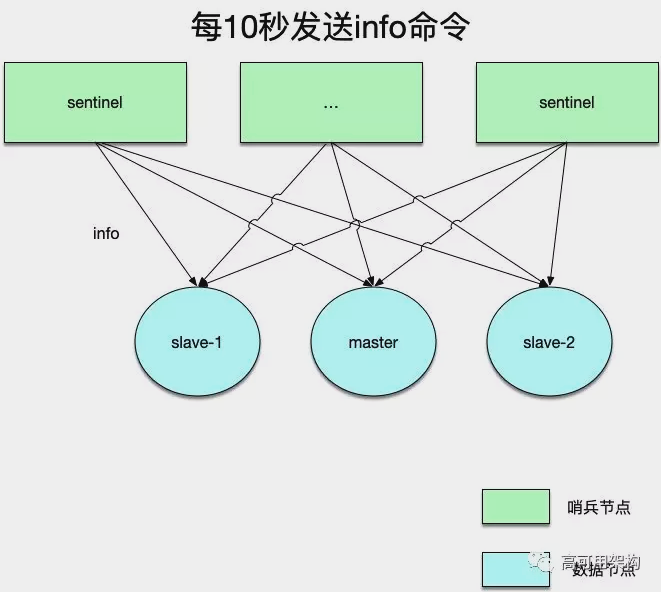 每10秒发送info命令
sentinel
...
sentinel
info
slave-1
master
slave-2
哨兵节点
数据节点
高可用架构